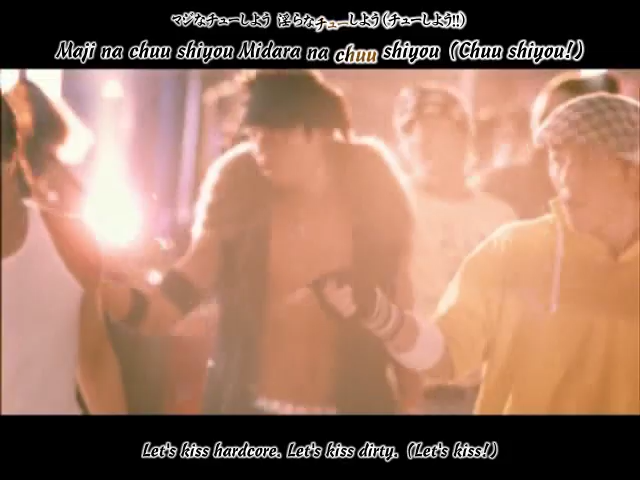 マジなチューしよう 淫らなチューしよう(チューしよう!!)
Maji na chuu shiyou Midara na chuu shiyou (Chuu shiyou!)
Let's kiss hardcore. Let's kiss dirty. (Let's kiss!)